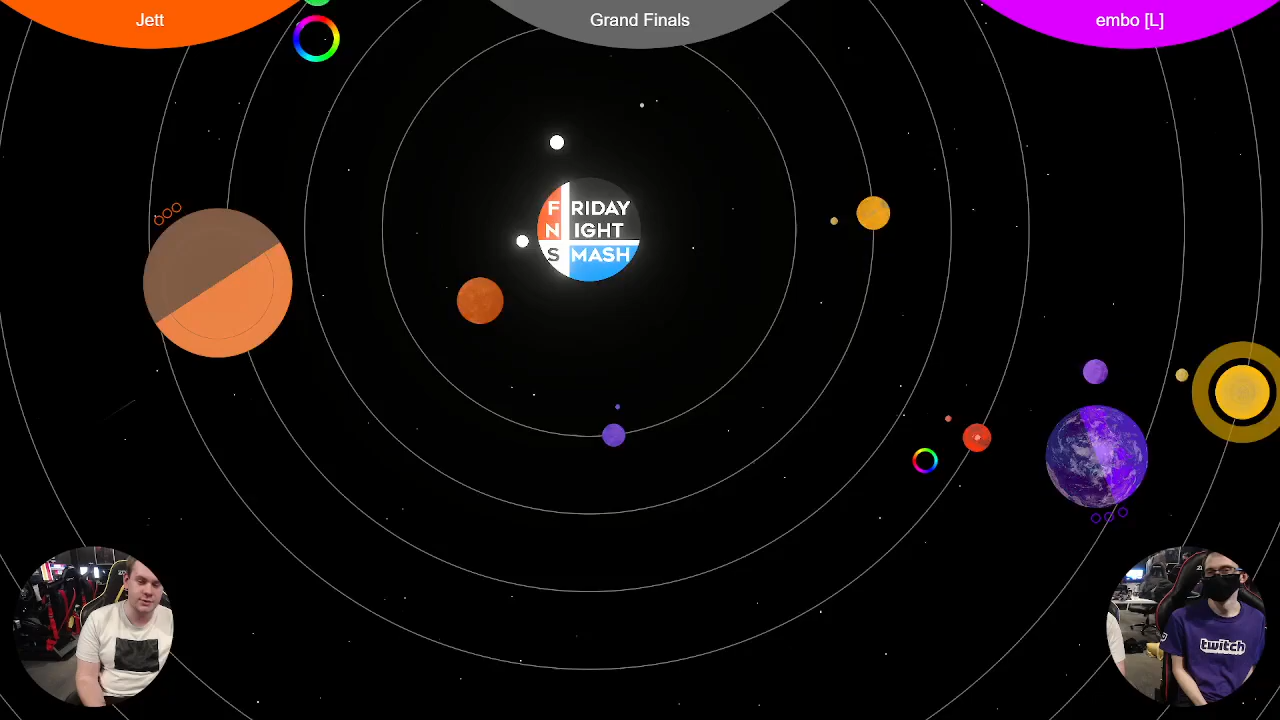 Jett
Grand Finals
embo [L]
FRIDAY
NIGHT
SMASH
twitch